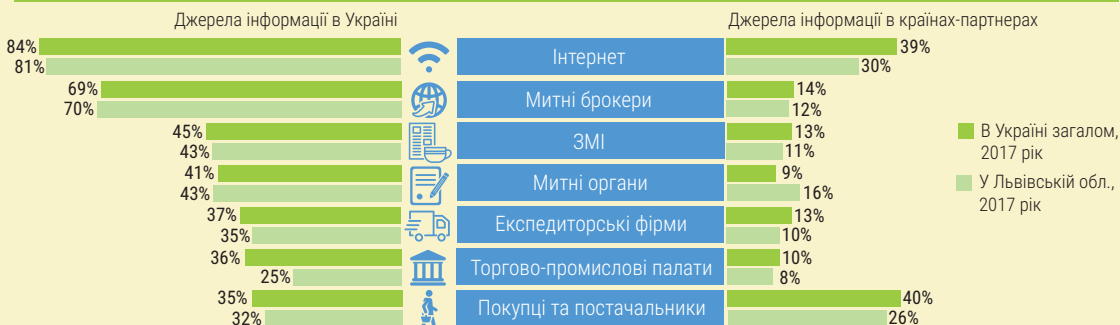 Джерела інформації в Україні
Джерела інформації в країнах-партнерах
84%
81%
Інтернет
39%
30%
69%
70%
Митні брокери
14%
12%
45%
43%
ЗМІ
13%
11%
41%
43%
Митні органи
9%
16%
37%
35%
Експедиторські фірми
13%
10%
36%
25%
Торгово-промислові палати
10%
8%
35%
32%
Покупці та постачальники
40%
26%
В Україні загалом,
2017 рік
У Львівській обл.,
2017 рік